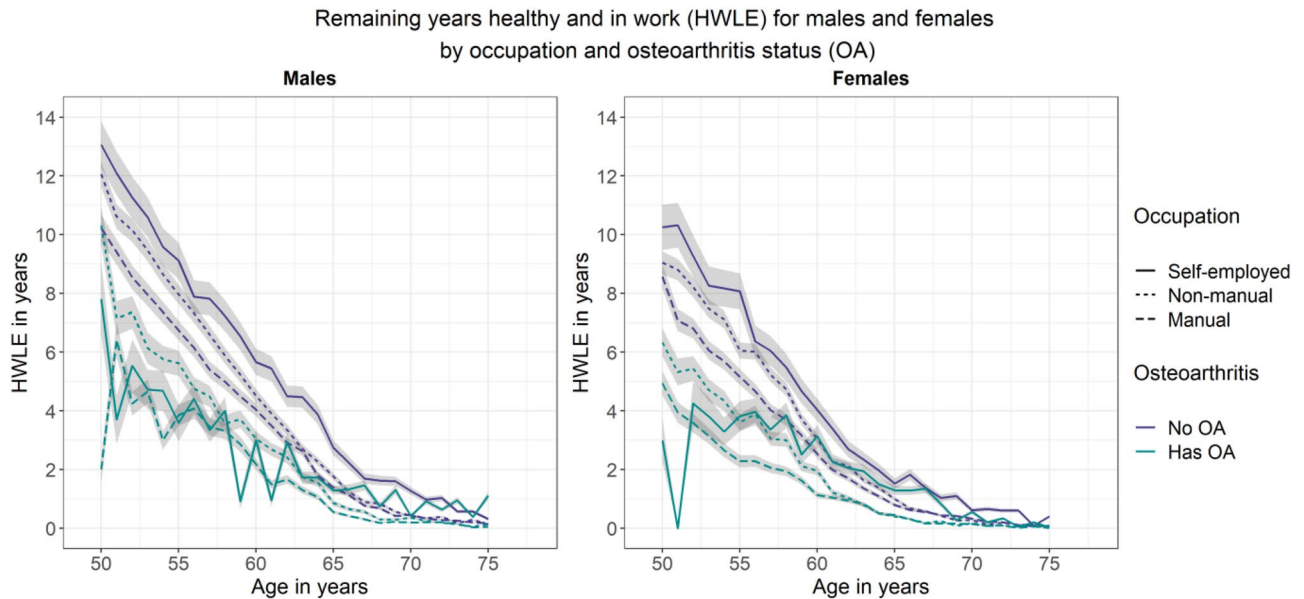 Remaining years healthy and in work (HWLE) for males and females
by occupation and osteoarthritis status (OA)
Males
Females
HWLE in years
14
12
10
8
6
4
2
0
50
55
60
65
70
75
Age in years
HWLE in years
14
12
10
8
6
4
2
0
50
55
60
65
70
75
Age in years
Occupation
Self-employed
Non-manual
Manual
Osteoarthritis
No OA
Has OA